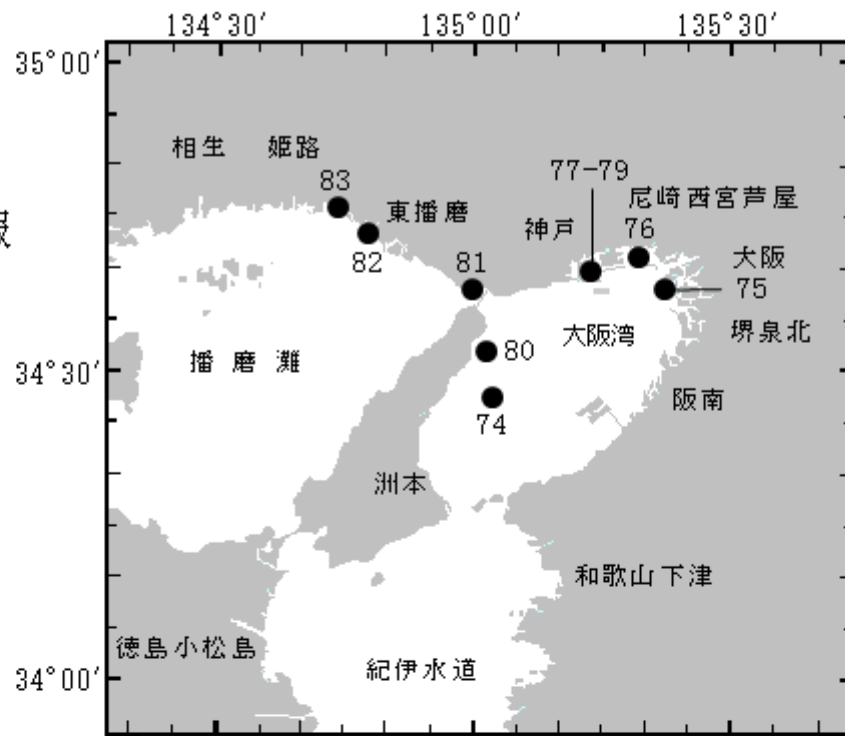 134°30′ 135°00′ 135°30′
35°00′
相生 姫路
77-79
83
尼崎西宮芦屋
東播磨
神戸
76
82
81
大阪
75
堺泉北
大阪湾
播磨灘
80
34°30′
阪南
74
洲本
和歌山下津
徳島小松島
紀伊水道
34°00′